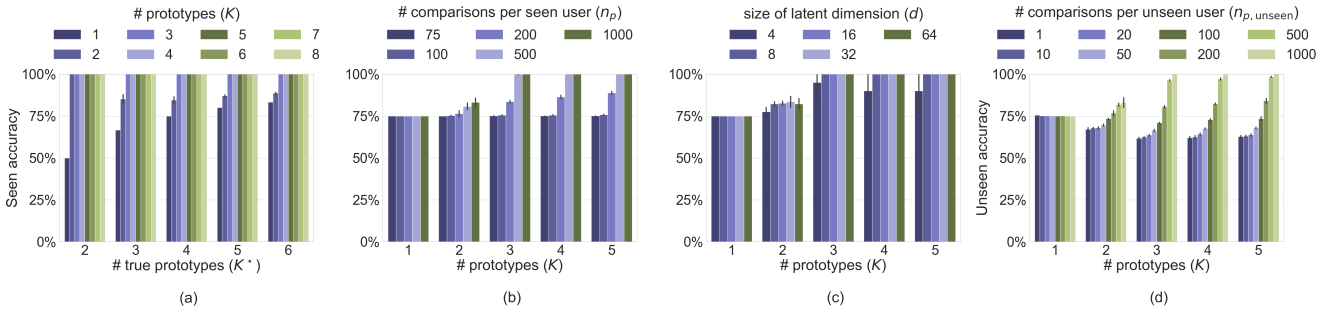 # prototypes (K)
1 3 5 7
2 4 6 8
100%
75%
50%
25%
0%
Seen accuracy
2 3 4 5 6
# true prototypes (K⋆)
(a)
# comparisons per seen user (n_p)
75 200 1000
100 500
100%
75%
50%
25%
0%
1 2 3 4 5
# prototypes (K)
(b)
size of latent dimension (d)
4 16 64
8 32
100%
75%
50%
25%
0%
1 2 3 4 5
# prototypes (K)
(c)
# comparisons per unseen user (n_p, unseen)
1 20 100 500
10 50 200 1000
100%
75%
50%
25%
0%
Unseen accuracy
1 2 3 4 5
# prototypes (K)
(d)